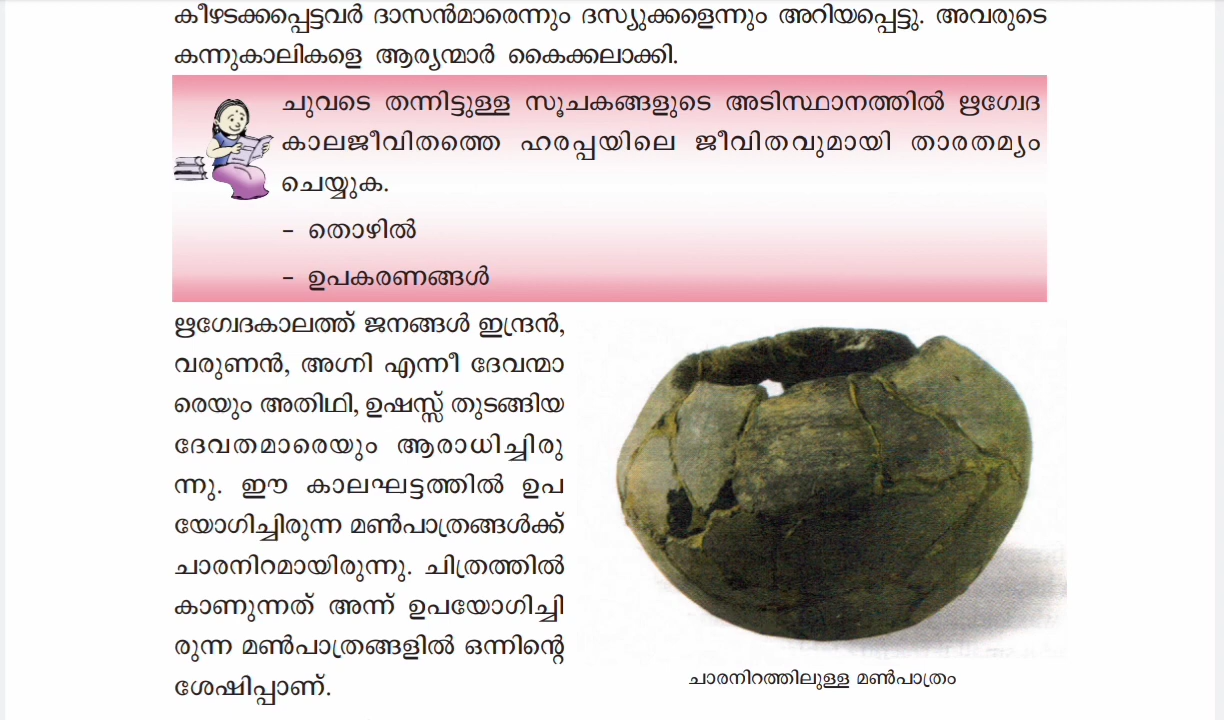 കീഴടക്കപ്പെട്ടവർ ദാസൻമാരെന്നും ദസ്യുക്കളെന്നും അറിയപ്പെട്ടു. അവരുടെ
കന്നുകാലികളെ ആര്യന്മാർ കൈക്കലാക്കി.
ചുവടെ തന്നിട്ടുള്ള സൂചകങ്ങളുടെ അടിസ്ഥാനത്തിൽ ഋഗ്വേദ
കാലജീവിതത്തെ ഹരപ്പയിലെ ജീവിതവുമായി താരതമ്യം
ചെയ്യുക.
– തൊഴിൽ
– ഉപകരണങ്ങൾ
ഋഗ്വേദകാലത്ത് ജനങ്ങൾ ഇന്ദ്രൻ,
വരുണൻ, അഗ്നി എന്നീ ദേവന്മാ
രെയും അതിഥി, ഉഷസ്സ് തുടങ്ങിയ
ദേവതമാരെയും ആരാധിച്ചിരു
ന്നു. ഈ കാലഘട്ടത്തിൽ ഉപ
യോഗിച്ചിരുന്ന മൺപാത്രങ്ങൾക്ക്
ചാരനിറമായിരുന്നു. ചിത്രത്തിൽ
കാണുന്നത് അന്ന് ഉപയോഗിച്ചി
രുന്ന മൺപാത്രങ്ങളിൽ ഒന്നിന്റെ
ശേഷിപ്പാണ്.
ചാരനിറത്തിലുള്ള മൺപാത്രം